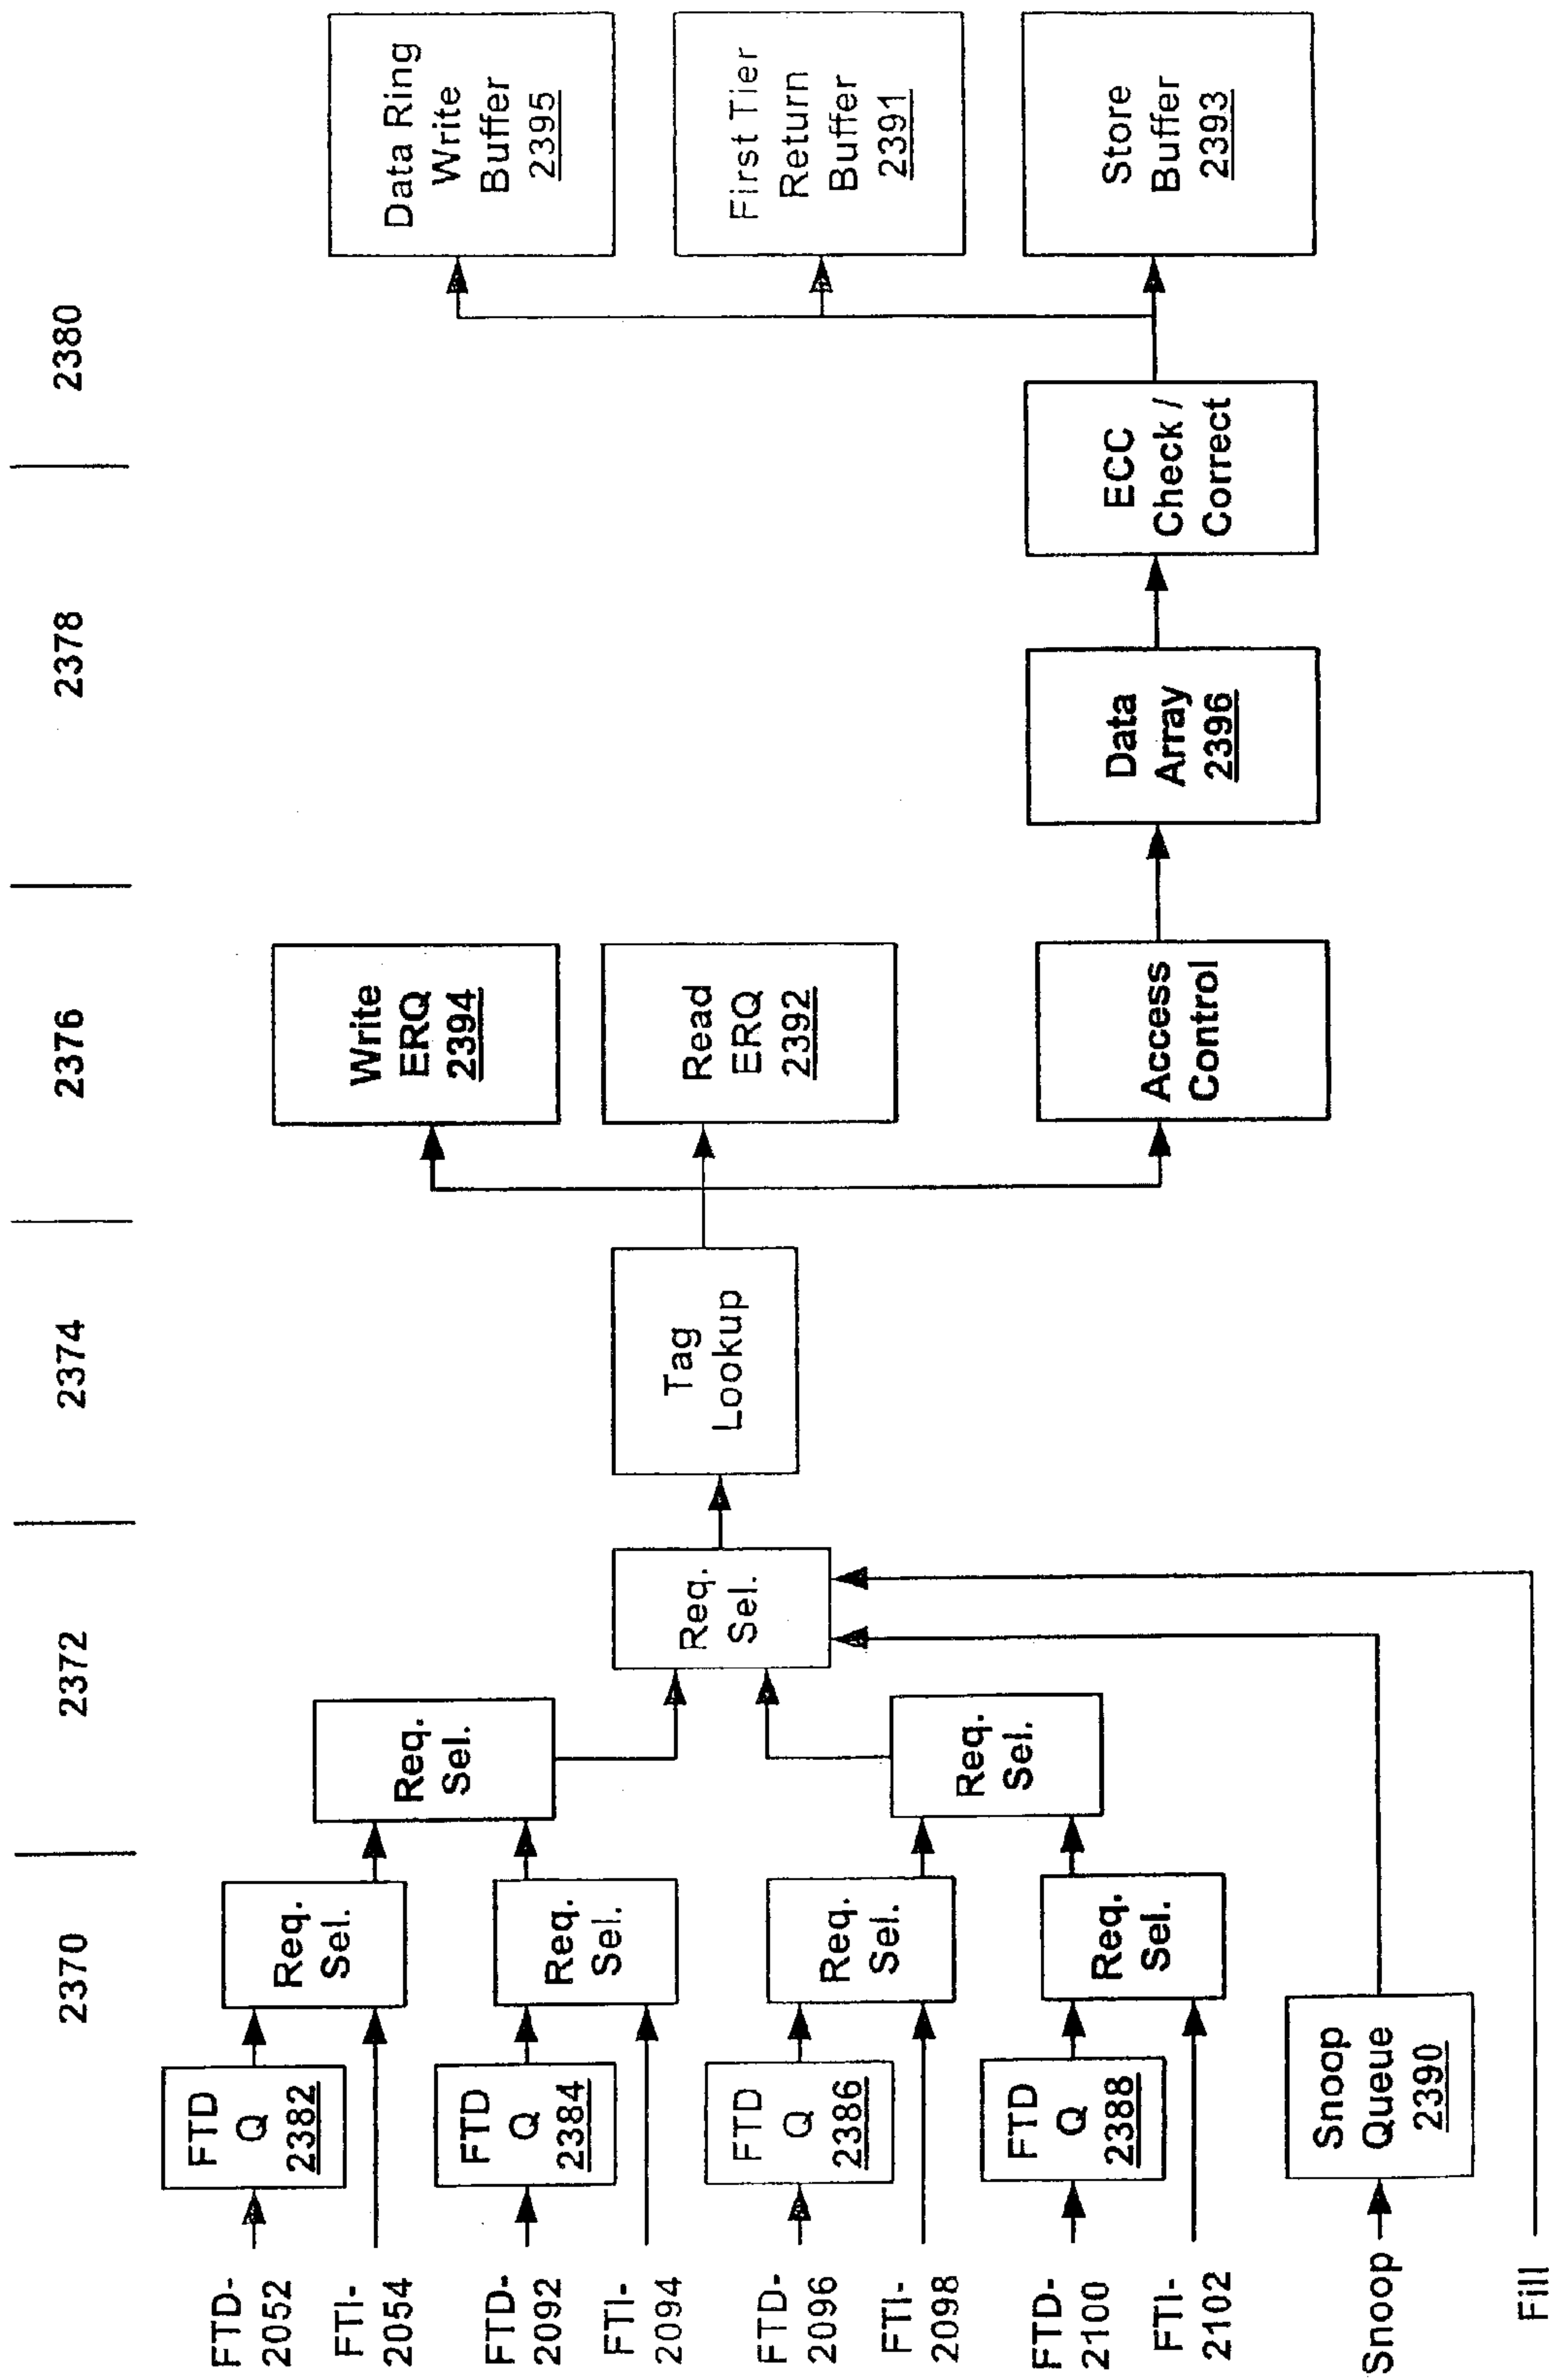 2370
2372
2374
2376
2378
2380
FTD-
2052
FTI-
2054
FTD-
2092
FTI-
2094
FTD-
2096
FTI-
2098
FTD-
2100
FTI-
2102
Snoop
Fill
FTD
Q
2382
FTD
Q
2384
FTD
Q
2386
FTD
Q
2388
Snoop
Queue
2390
Req.
Sel.
Req.
Sel.
Req.
Sel.
Req.
Sel.
Req.
Sel.
Req.
Sel.
Req.
Sel.
Tag
Lookup
Write
ERQ
2394
Read
ERQ
2392
Access
Control
Data
Array
2396
ECC
Check /
Correct
Data Ring
Write
Buffer
2395
First Tier
Return
Buffer
2391
Store
Buffer
2393